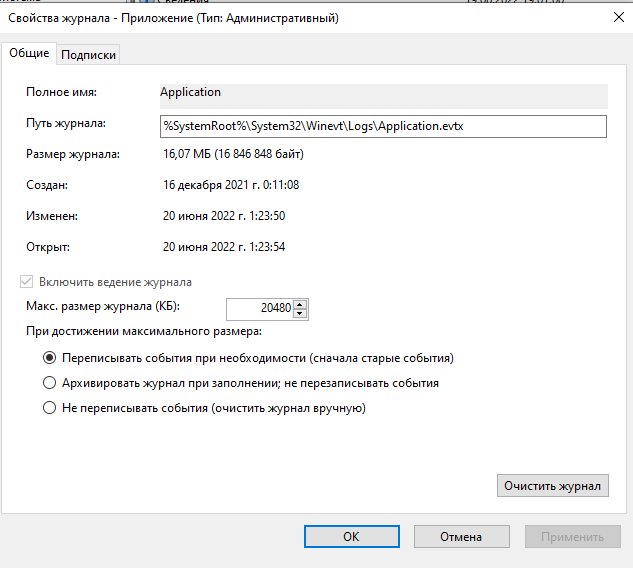 Свойства журнала - Приложение (Тип: Административный)
Общие Подписки
Полное имя: Application
Путь журнала: %SystemRoot%\System32\Winevt\Logs\Application.evtx
Размер журнала: 16,07 МБ (16 846 848 байт)
Создан: 16 декабря 2021 г. 0:11:08
Изменен: 20 июня 2022 г. 1:23:50
Открыт: 20 июня 2022 г. 1:23:54
Включить ведение журнала
Макс. размер журнала (КБ): 20480
При достижении максимального размера:
Переписывать события при необходимости (сначала старые события)
Архивировать журнал при заполнении; не перезаписывать события
Не переписывать события (очистить журнал вручную)
Очистить журнал
ОК Отмена Применить